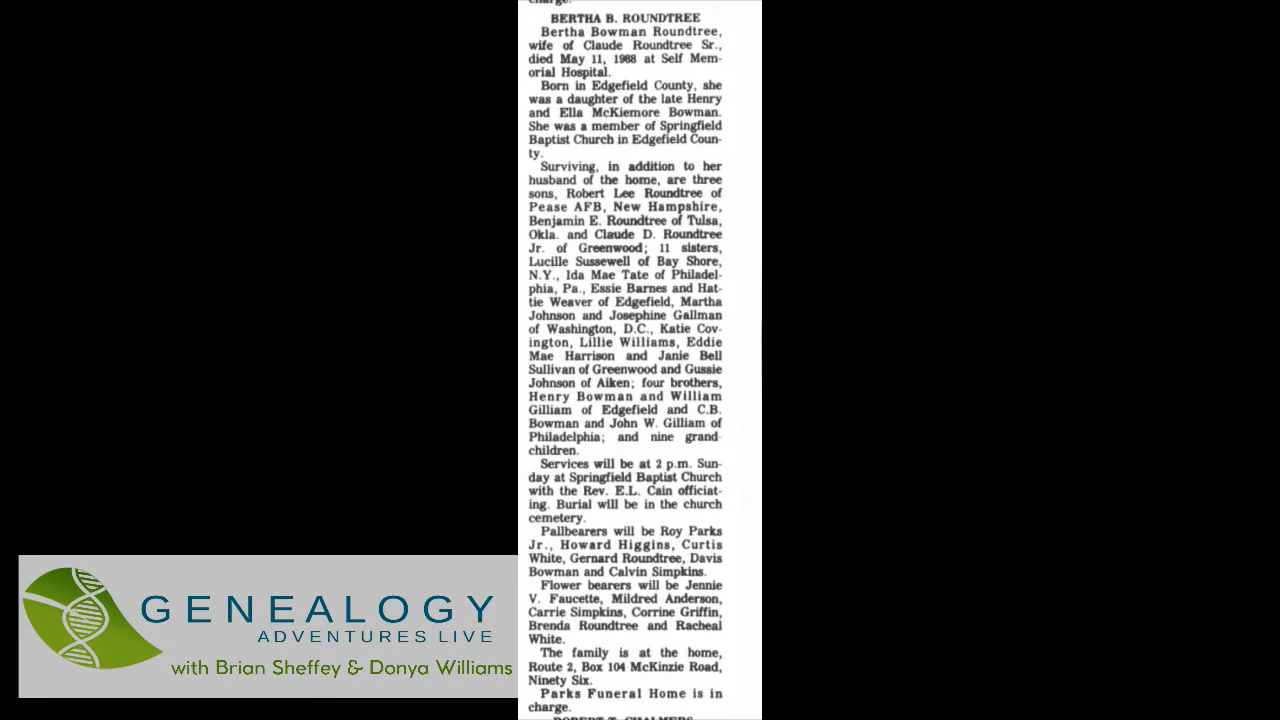 charge.
BERTHA B. ROUNDTREE
Bertha Bowman Roundtree,
wife of Claude Roundtree Sr.,
died May 11, 1988 at Self Mem-
orial Hospital.
Born in Edgefield County, she
was a daughter of the late Henry
and Ella McKiemore Bowman.
She was a member of Springfield
Baptist Church in Edgefield Coun-
ty.
Surviving, in addition to her
husband of the home, are three
sons, Robert Lee Roundtree of
Pease AFB, New Hampshire,
Benjamin E. Roundtree of Tulsa,
Okla. and Claude D. Roundtree
Jr. of Greenwood; 11 sisters,
Lucille Sussewell of Bay Shore,
N.Y., Ida Mae Tate of Philadel-
phia, Pa., Essie Barnes and Hat-
tie Weaver of Edgefield, Martha
Johnson and Josephine Gallman
of Washington, D.C., Katie Cov-
ington, Lillie Williams, Eddie
Mae Harrison and Janie Bell
Sullivan of Greenwood and Gussie
Johnson of Aiken; four brothers,
Henry Bowman and William
Gilliam of Edgefield and C.B.
Bowman and John W. Gilliam of
Philadelphia; and nine grand-
children.
Services will be at 2 p.m. Sun-
day at Springfield Baptist Church
with the Rev. E.L. Cain officiat-
ing. Burial will be in the church
cemetery.
Pallbearers will be Roy Parks
Jr., Howard Higgins, Curtis
White, Gernard Roundtree, Davis
Bowman and Calvin Simpkins.
Flower bearers will be Jennie
V. Faucette, Mildred Anderson,
Carrie Simpkins, Corrine Griffin,
Brenda Roundtree and Racheal
White.
The family is at the home,
Route 2, Box 104 McKinzie Road,
Ninety Six.
Parks Funeral Home is in
charge.
ROBERT T. CHALMERS
GENEALOGY
ADVENTURES LIVE
with Brian Sheffey & Donya Williams